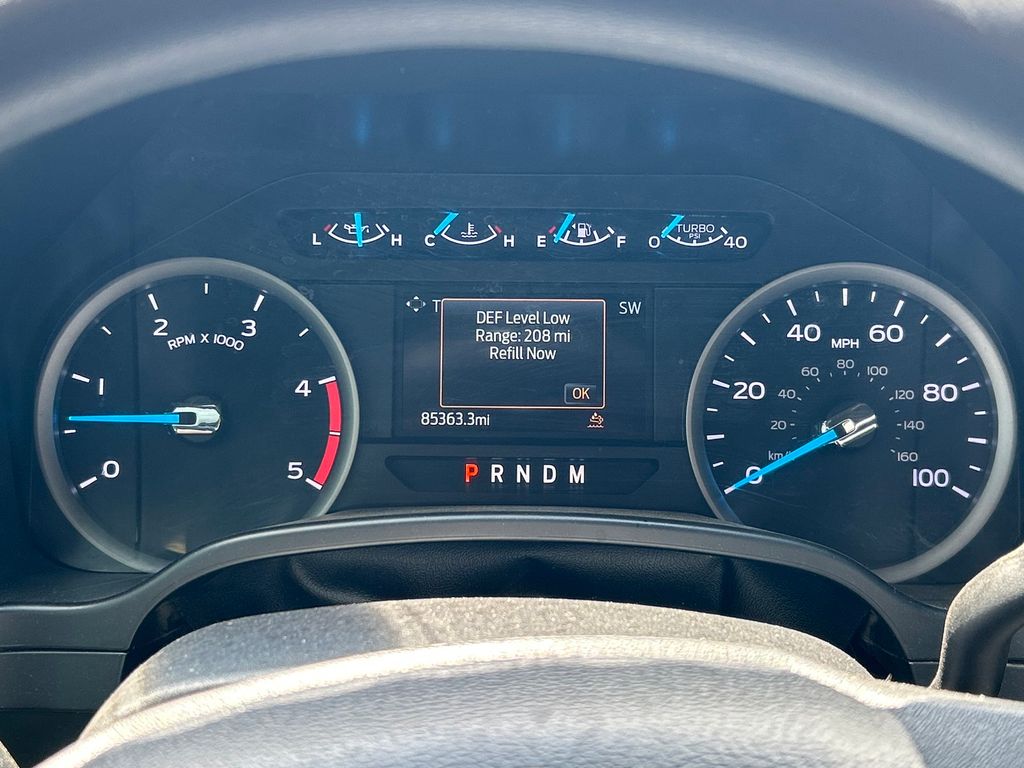 L H C H E F 0 TURBO PSI 40
T SW
DEF Level Low
Range: 208 mi
Refill Now
OK
85363.3mi
P R N D M
0 1 2 3 4 5
RPM X 1000
0 20 40 60 80 100
MPH
20 40 60 80 100 120 140 160